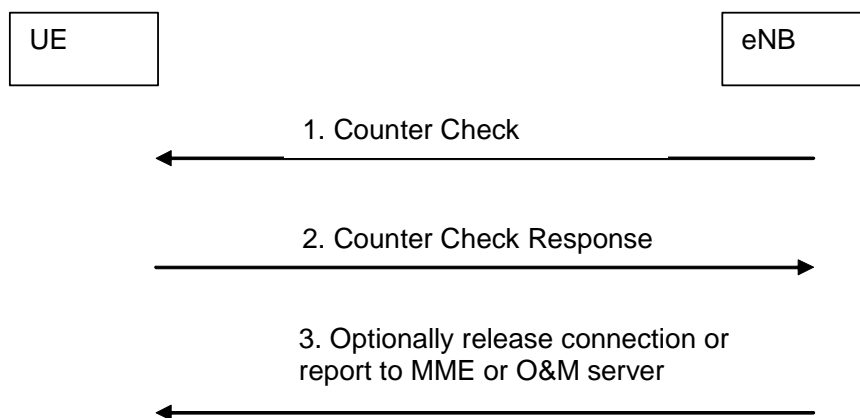 UE
eNB
1. Counter Check
2. Counter Check Response
3. Optionally release connection or
report to MME or O&M server